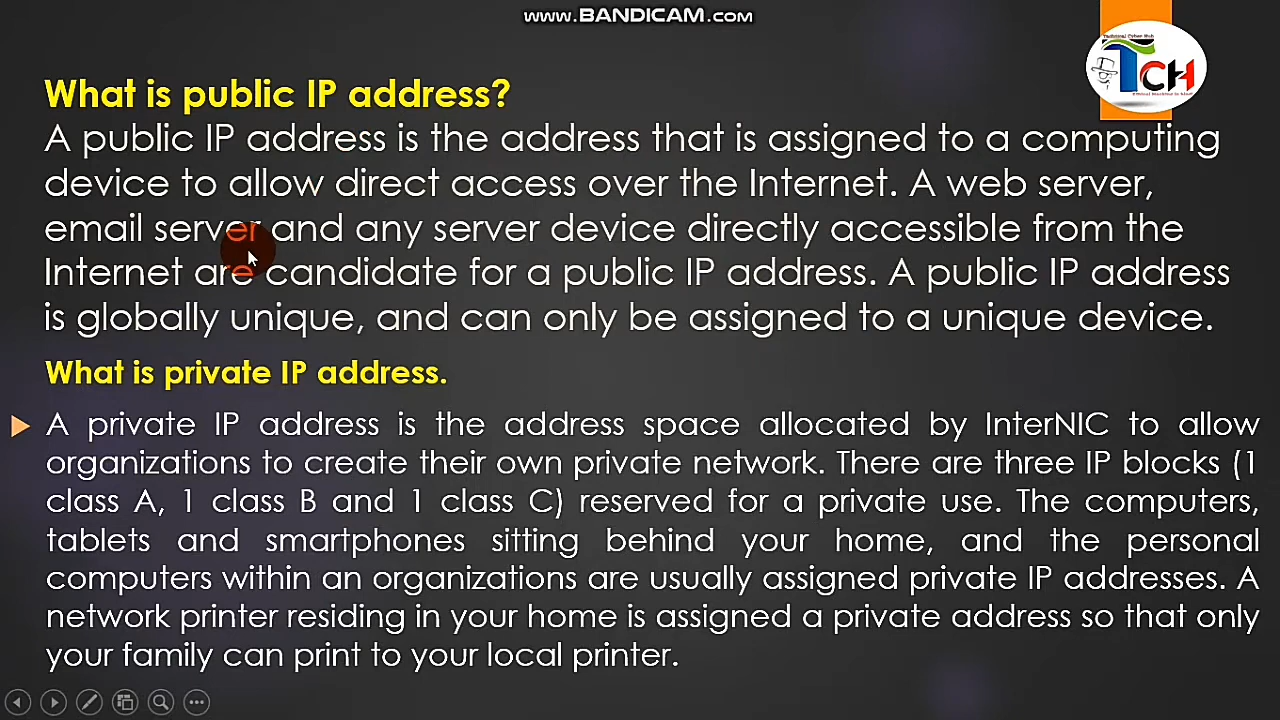 www.BANDICAM.com
Technical Cyber Hub
TCH
What is public IP address?
A public IP address is the address that is assigned to a computing
device to allow direct access over the Internet. A web server,
email server and any server device directly accessible from the
Internet are candidate for a public IP address. A public IP address
is globally unique, and can only be assigned to a unique device.
What is private IP address.
A private IP address is the address space allocated by InterNIC to allow
organizations to create their own private network. There are three IP blocks (1
class A, 1 class B and 1 class C) reserved for a private use. The computers,
tablets and smartphones sitting behind your home, and the personal
computers within an organizations are usually assigned private IP addresses. A
network printer residing in your home is assigned a private address so that only
your family can print to your local printer.